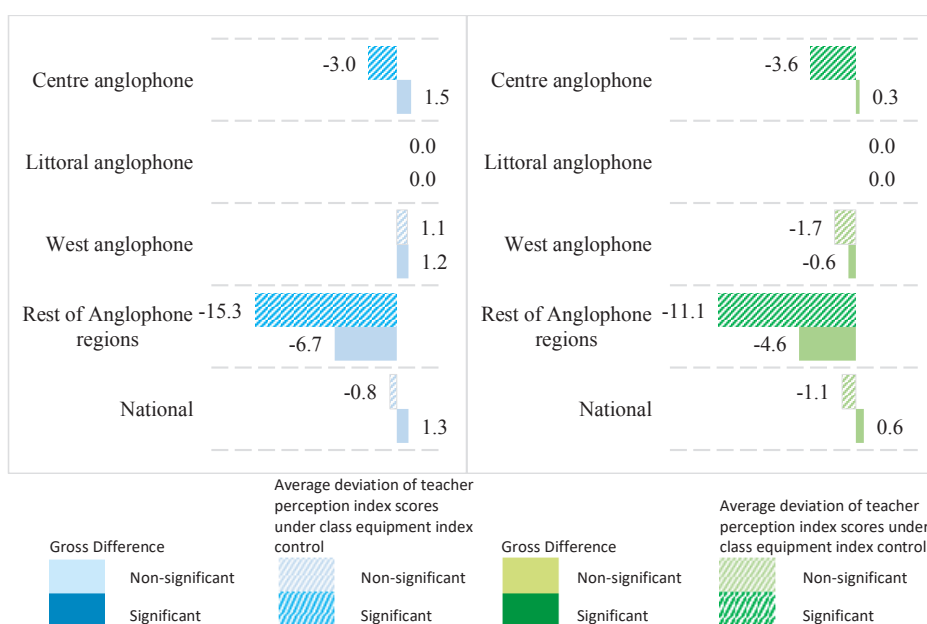 Centre anglophone
-3.0
1.5
Littoral anglophone
0.0
0.0
West anglophone
1.1
1.2
Rest of Anglophone
regions
-15.3
-6.7
National
-0.8
1.3
Centre anglophone
-3.6
0.3
Littoral anglophone
0.0
0.0
West anglophone
-1.7
-0.6
Rest of Anglophone
regions
-11.1
-4.6
National
-1.1
0.6
Gross Difference
Non-significant
Significant
Average deviation of teacher
perception index scores
under class equipment index
control
Non-significant
Significant
Gross Difference
Non-significant
Significant
Average deviation of teacher
perception index scores under
class equipment index control
Non-significant
Significant